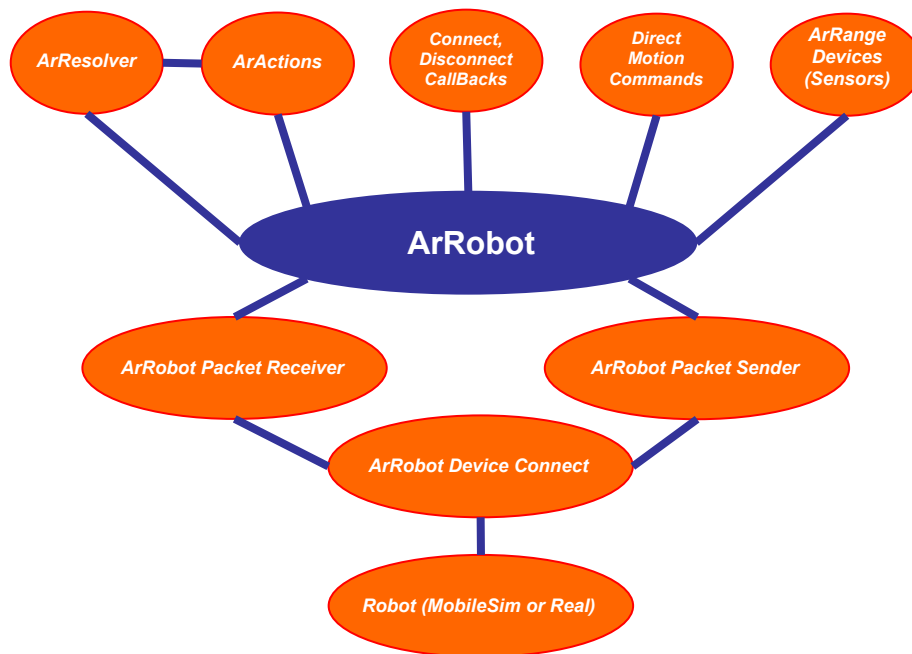 ArResolver
ArActions
Connect,
Disconnect
CallBacks
Direct
Motion
Commands
ArRange
Devices
(Sensors)
ArRobot
ArRobot Packet Receiver
ArRobot Packet Sender
ArRobot Device Connect
Robot (MobileSim or Real)